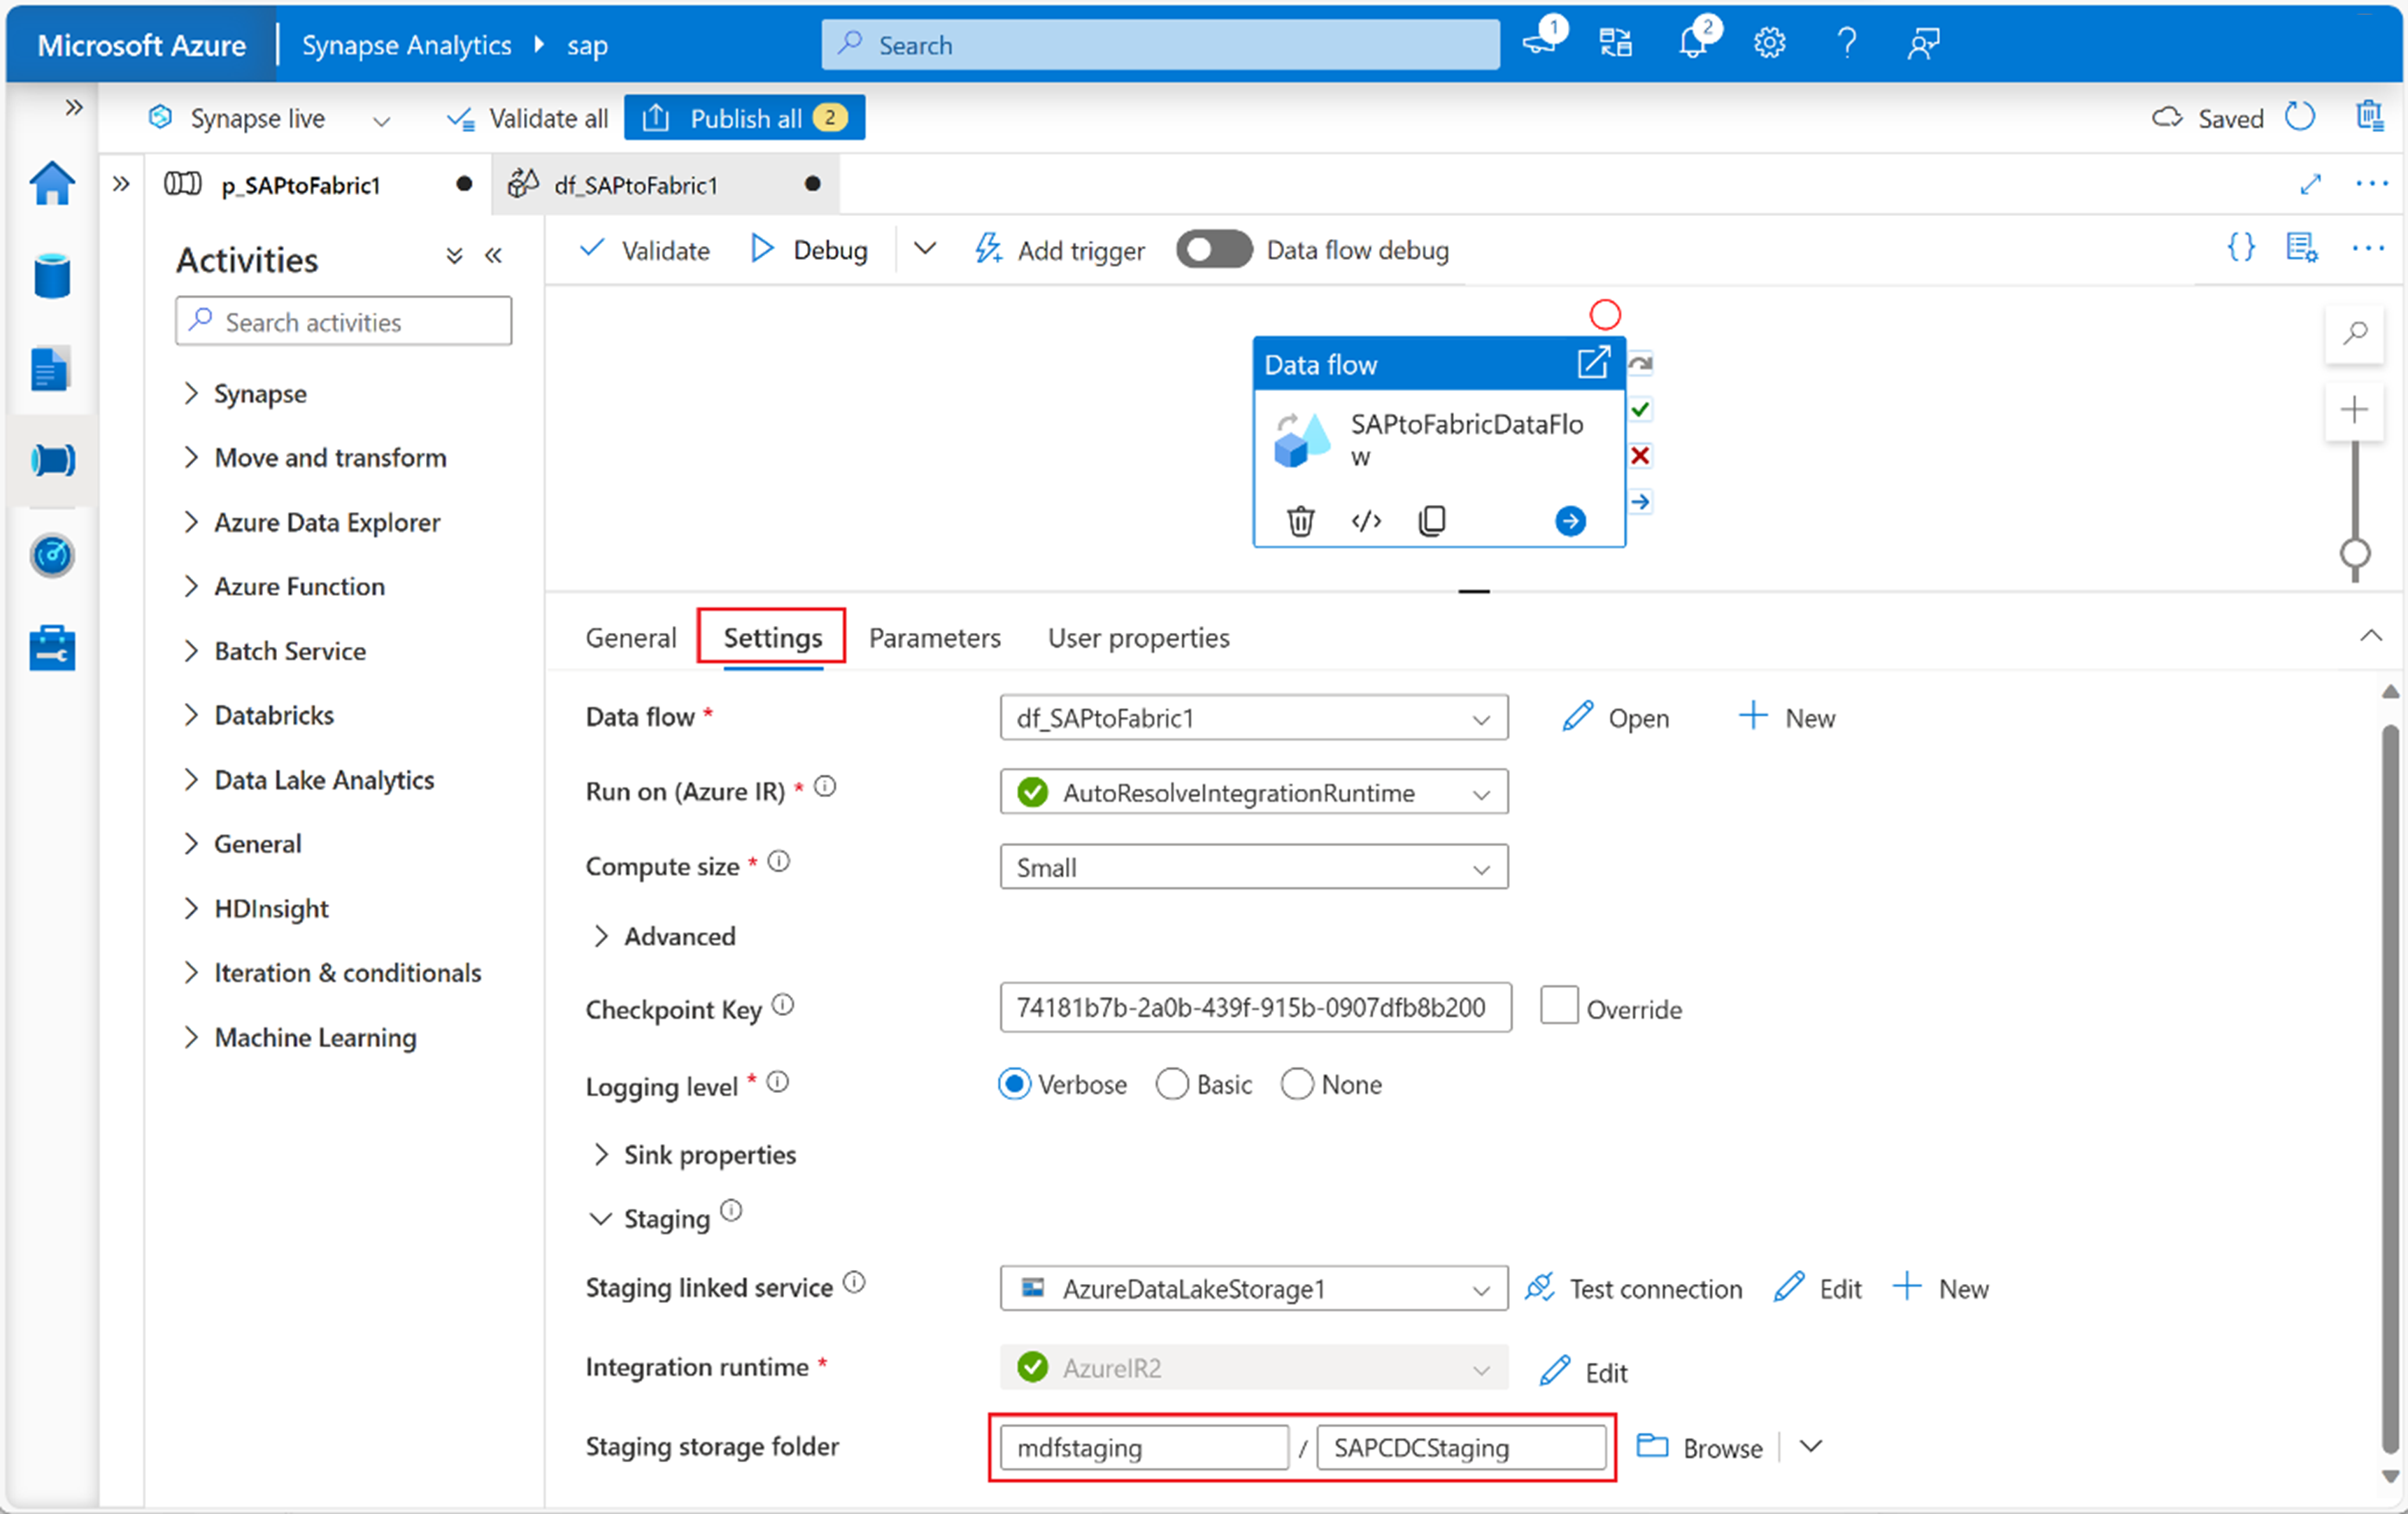 Microsoft Azure
Synapse Analytics
sap
Search
1
2
Synapse live
Validate all
Publish all
2
Saved
p_SAPtoFabric1
df_SAPtoFabric1
Activities
Search activities
Synapse
Move and transform
Azure Data Explorer
Azure Function
Batch Service
Databricks
Data Lake Analytics
General
HDInsight
Iteration & conditionals
Machine Learning
Validate
Debug
Add trigger
Data flow debug
Data flow
SAPtoFabricDataFlo
w
General
Settings
Parameters
User properties
Data flow *
df_SAPtoFabric1
Open
New
Run on (Azure IR) *
AutoResolveIntegrationRuntime
Compute size *
Small
Advanced
Checkpoint Key
74181b7b-2a0b-439f-915b-0907dfb8b200
Override
Logging level *
Verbose
Basic
None
Sink properties
Staging
Staging linked service
AzureDataLakeStorage1
Test connection
Edit
New
Integration runtime *
AzureIR2
Edit
Staging storage folder
mdfstaging
/
SAPCDCStaging
Browse